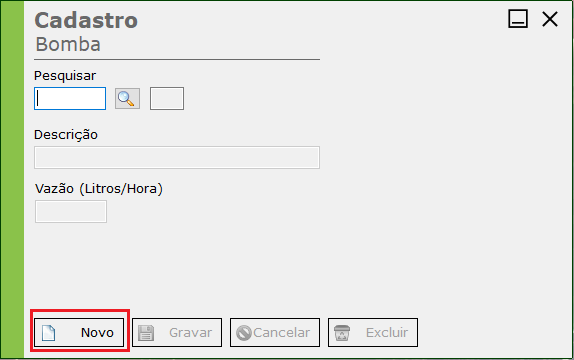 Cadastro
Bomba
Pesquisar
Descrição
Vazão (Litros/Hora)
Novo Gravar Cancelar Excluir